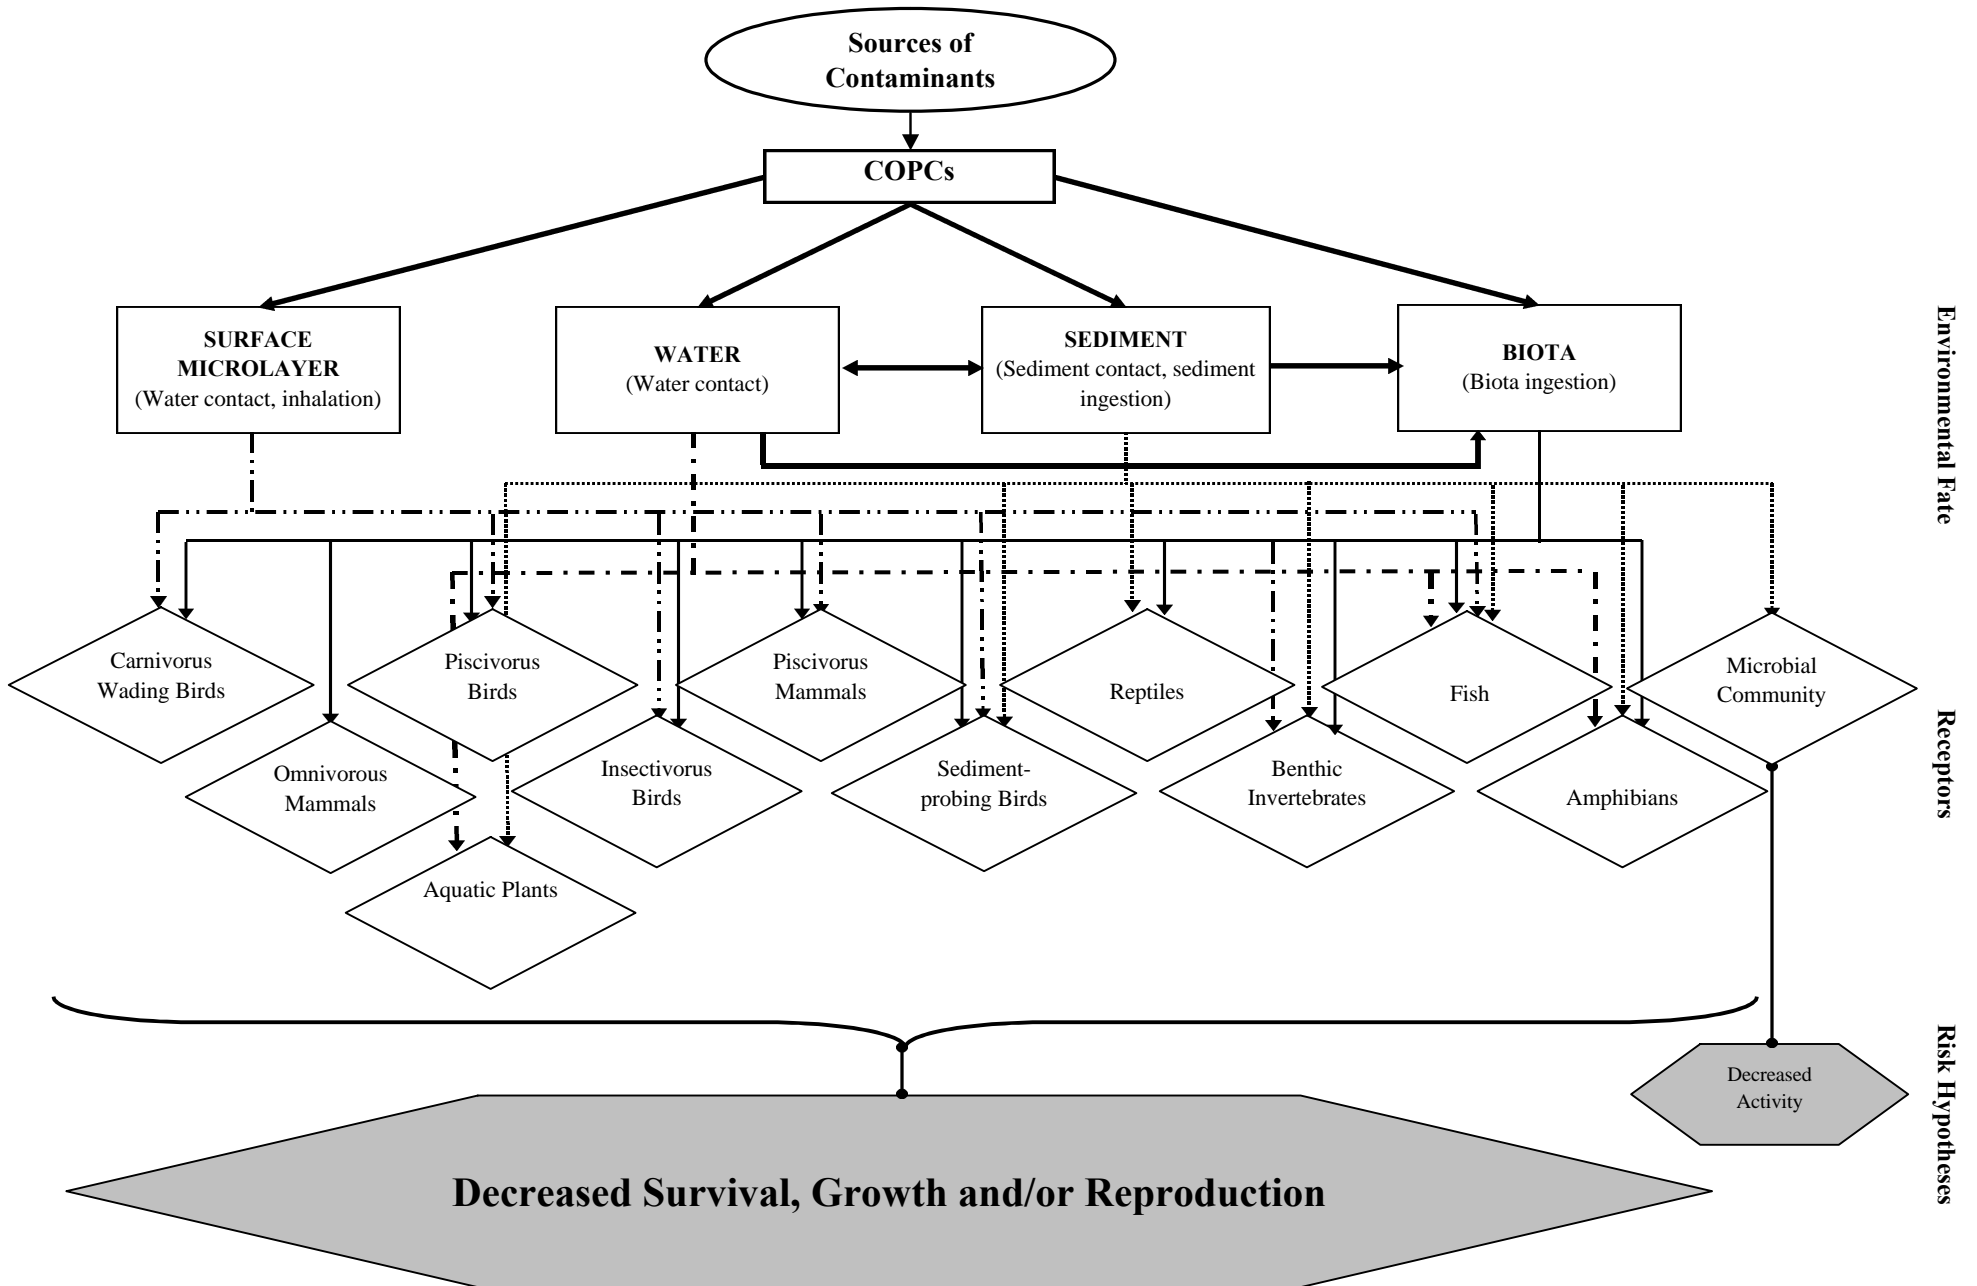 Sources of
Contaminants
COPCs
SURFACE
MICROLAYER
(Water contact, inhalation)
WATER
(Water contact)
SEDIMENT
(Sediment contact, sediment
ingestion)
BIOTA
(Biota ingestion)
Environmental Fate
Carnivorus
Wading Birds
Piscivorus
Birds
Piscivorus
Mammals
Reptiles
Fish
Microbial
Community
Omnivorous
Mammals
Insectivorus
Birds
Sediment-
probing Birds
Benthic
Invertebrates
Amphibians
Aquatic Plants
Receptors
Decreased
Activity
Decreased Survival, Growth and/or Reproduction
Risk Hypotheses